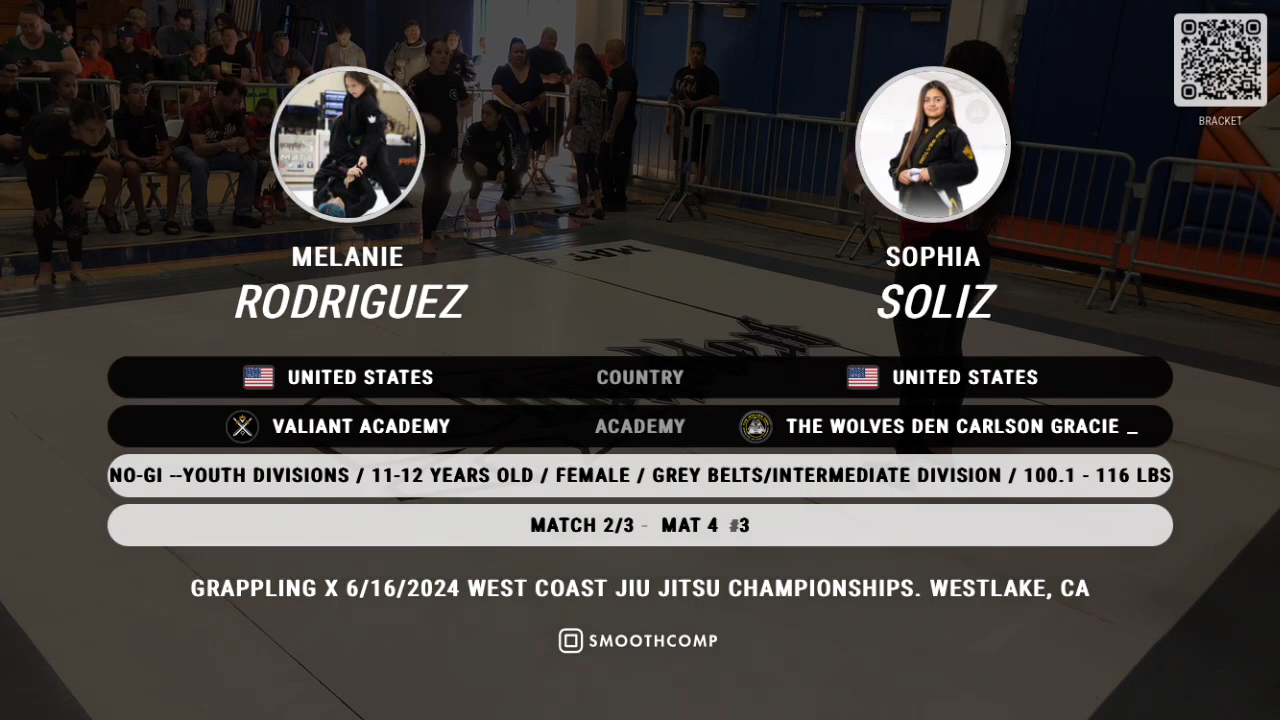 BRACKET
MELANIE
RODRIGUEZ
SOPHIA
SOLIZ
UNITED STATES COUNTRY UNITED STATES
VALIANT ACADEMY ACADEMY THE WOLVES DEN CARLSON GRACIE _
NO-GI --YOUTH DIVISIONS / 11-12 YEARS OLD / FEMALE / GREY BELTS/INTERMEDIATE DIVISION / 100.1 - 116 LBS
MATCH 2/3 - MAT 4 #3
GRAPPLING X 6/16/2024 WEST COAST JIU JITSU CHAMPIONSHIPS. WESTLAKE, CA
SMOOTHCOMP